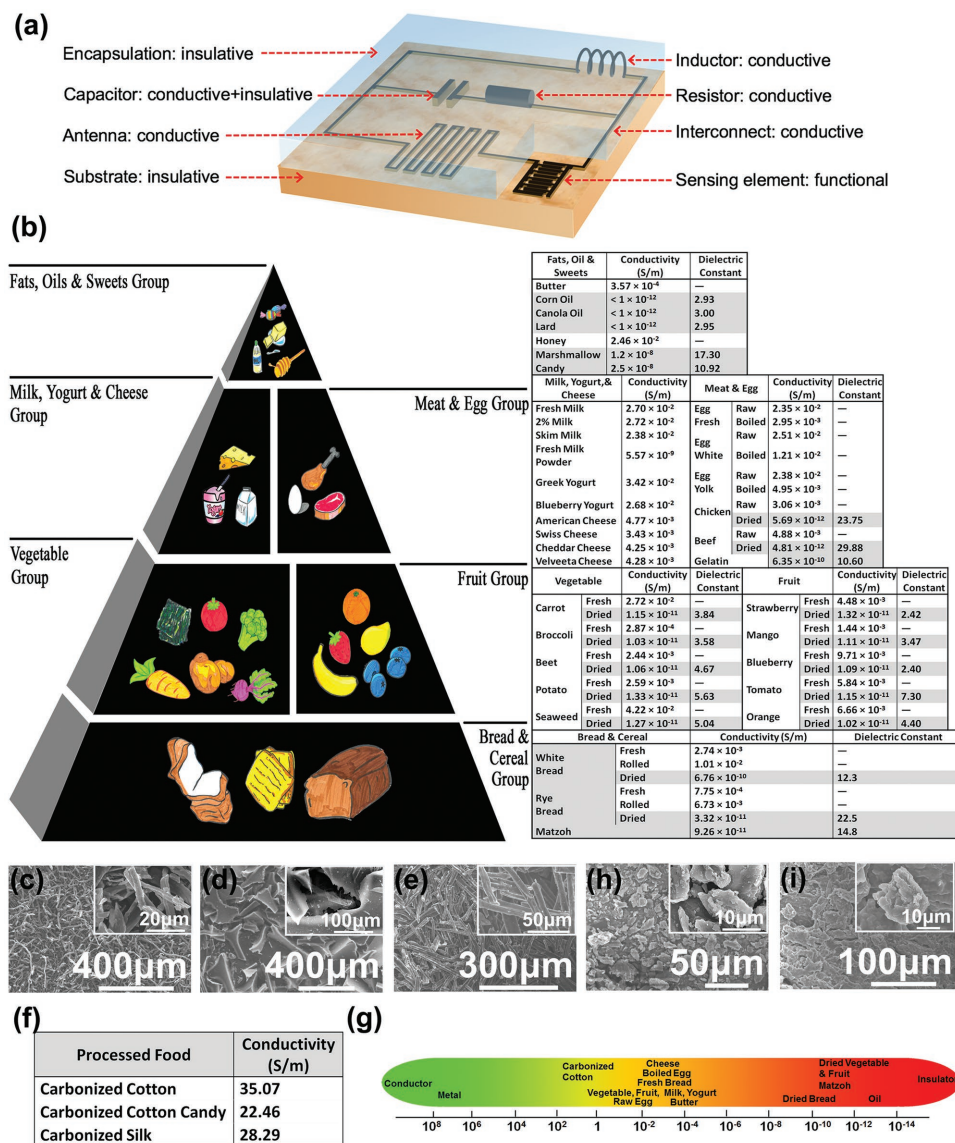 (a)
Encapsulation: insulative
Capacitor: conductive+insulative
Antenna: conductive
Substrate: insulative
Inductor: conductive
Resistor: conductive
Interconnect: conductive
Sensing element: functional
(b)
Fats, Oils & Sweets Group
Milk, Yogurt & Cheese
Group
Meat & Egg Group
Vegetable
Group
Fruit Group
Bread &
Cereal
Group
Fats, Oil & Sweets Conductivity (S/m) Dielectric Constant
Butter 3.57 × 10⁻⁴ —
Corn Oil < 1 × 10⁻¹² 2.93
Canola Oil < 1 × 10⁻¹² 3.00
Lard < 1 × 10⁻¹² 2.95
Honey 2.46 × 10⁻² —
Marshmallow 1.2 × 10⁻⁸ 17.30
Candy 2.5 × 10⁻⁸ 10.92
Milk, Yogurt,& Cheese Conductivity (S/m)
Fresh Milk 2.70 × 10⁻²
2% Milk 2.72 × 10⁻²
Skim Milk 2.38 × 10⁻²
Fresh Milk Powder 5.57 × 10⁻⁹
Greek Yogurt 3.42 × 10⁻²
Blueberry Yogurt 2.68 × 10⁻²
American Cheese 4.77 × 10⁻³
Swiss Cheese 3.43 × 10⁻³
Cheddar Cheese 4.25 × 10⁻³
Velveeta Cheese 4.28 × 10⁻³
Meat & Egg Conductivity (S/m) Dielectric Constant
Egg Fresh Raw 2.35 × 10⁻² —
Boiled 2.95 × 10⁻³ —
Egg White Raw 2.51 × 10⁻² —
Boiled 1.21 × 10⁻² —
Egg Yolk Raw 2.38 × 10⁻² —
Boiled 4.95 × 10⁻³ —
Chicken Raw 3.06 × 10⁻³ —
Dried 5.69 × 10⁻¹² 23.75
Beef Raw 4.88 × 10⁻³ —
Dried 4.81 × 10⁻¹² 29.88
Gelatin 6.35 × 10⁻¹⁰ 10.60
Vegetable Conductivity (S/m) Dielectric Constant
Carrot Fresh 2.72 × 10⁻² —
Dried 1.15 × 10⁻¹¹ 3.84
Broccoli Fresh 2.87 × 10⁻⁴ —
Dried 1.03 × 10⁻¹¹ 3.58
Beet Fresh 2.44 × 10⁻³ —
Dried 1.06 × 10⁻¹¹ 4.67
Potato Fresh 2.59 × 10⁻³ —
Dried 1.33 × 10⁻¹¹ 5.63
Seaweed Fresh 4.22 × 10⁻² —
Dried 1.27 × 10⁻¹¹ 5.04
Fruit Conductivity (S/m) Dielectric Constant
Strawberry Fresh 4.48 × 10⁻³ —
Dried 1.32 × 10⁻¹¹ 2.42
Mango Fresh 1.44 × 10⁻³ —
Dried 1.11 × 10⁻¹¹ 3.47
Blueberry Fresh 9.71 × 10⁻³ —
Dried 1.09 × 10⁻¹¹ 2.40
Tomato Fresh 5.84 × 10⁻³ —
Dried 1.15 × 10⁻¹¹ 7.30
Orange Fresh 6.66 × 10⁻³ —
Dried 1.02 × 10⁻¹¹ 4.40
Bread & Cereal Conductivity (S/m) Dielectric Constant
White Bread Fresh 2.74 × 10⁻³ —
Rolled 1.01 × 10⁻² —
Dried 6.76 × 10⁻¹⁰ 12.3
Rye Bread Fresh 7.75 × 10⁻⁴ —
Rolled 6.73 × 10⁻³ —
Dried 3.32 × 10⁻¹¹ 22.5
Matzoh 9.26 × 10⁻¹¹ 14.8
(c)
20μm
400μm
(d)
100μm
400μm
(e)
50μm
300μm
(h)
10μm
50μm
(i)
10μm
100μm
(f)
Processed Food Conductivity (S/m)
Carbonized Cotton 35.07
Carbonized Cotton Candy 22.46
Carbonized Silk 28.29
(g)
Conductor
Metal
Carbonized
Cotton
Cheese
Boiled Egg
Fresh Bread
Vegetable, Fruit,
Raw Egg
Milk, Yogurt
Butter
Dried Vegetable
& Fruit
Matzoh
Dried Bread
Oil
Insulator
10⁸ 10⁶ 10⁴ 10² 1 10⁻² 10⁻⁴ 10⁻⁶ 10⁻⁸ 10⁻¹⁰ 10⁻¹² 10⁻¹⁴